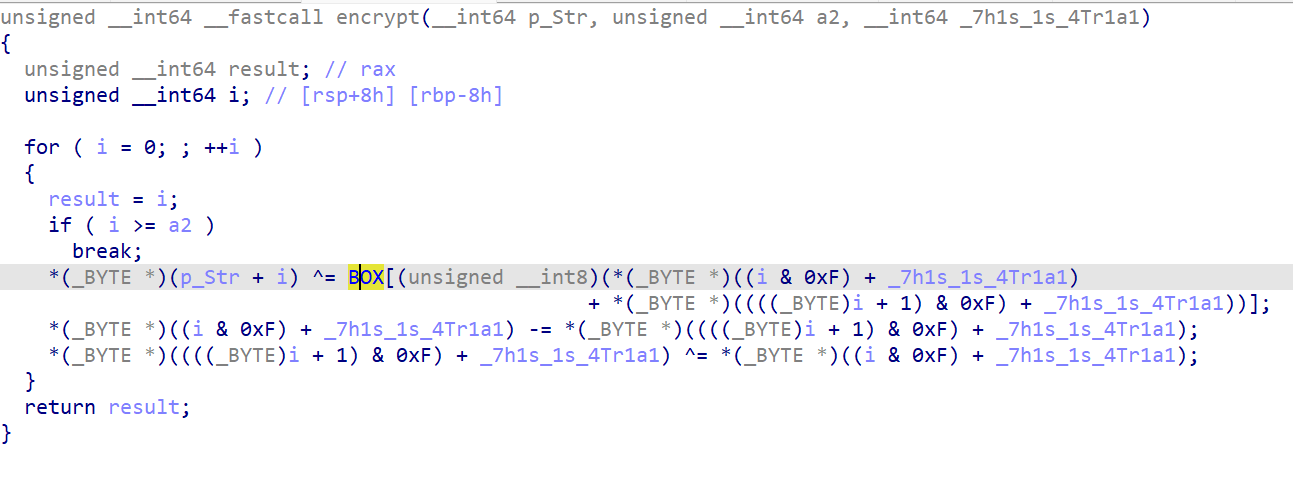 unsigned __int64 __fastcall encrypt(__int64 p_Str, unsigned __int64 a2, __int64 _7h1s_1s_4Tr1a1)
{
  unsigned __int64 result; // rax
  unsigned __int64 i; // [rsp+8h] [rbp-8h]

  for ( i = 0; ; ++i )
  {
    result = i;
    if ( i >= a2 )
      break;
    *(_BYTE *)(p_Str + i) ^= BOX[(unsigned __int8)(*(_BYTE *)((i & 0xF) + _7h1s_1s_4Tr1a1)
                                                 + *(_BYTE *)((((_BYTE)i + 1) & 0xF) + _7h1s_1s_4Tr1a1))];
    *(_BYTE *)((i & 0xF) + _7h1s_1s_4Tr1a1) -= *(_BYTE *)((((_BYTE)i + 1) & 0xF) + _7h1s_1s_4Tr1a1);
    *(_BYTE *)((((_BYTE)i + 1) & 0xF) + _7h1s_1s_4Tr1a1) ^= *(_BYTE *)((i & 0xF) + _7h1s_1s_4Tr1a1);
  }
  return result;
}